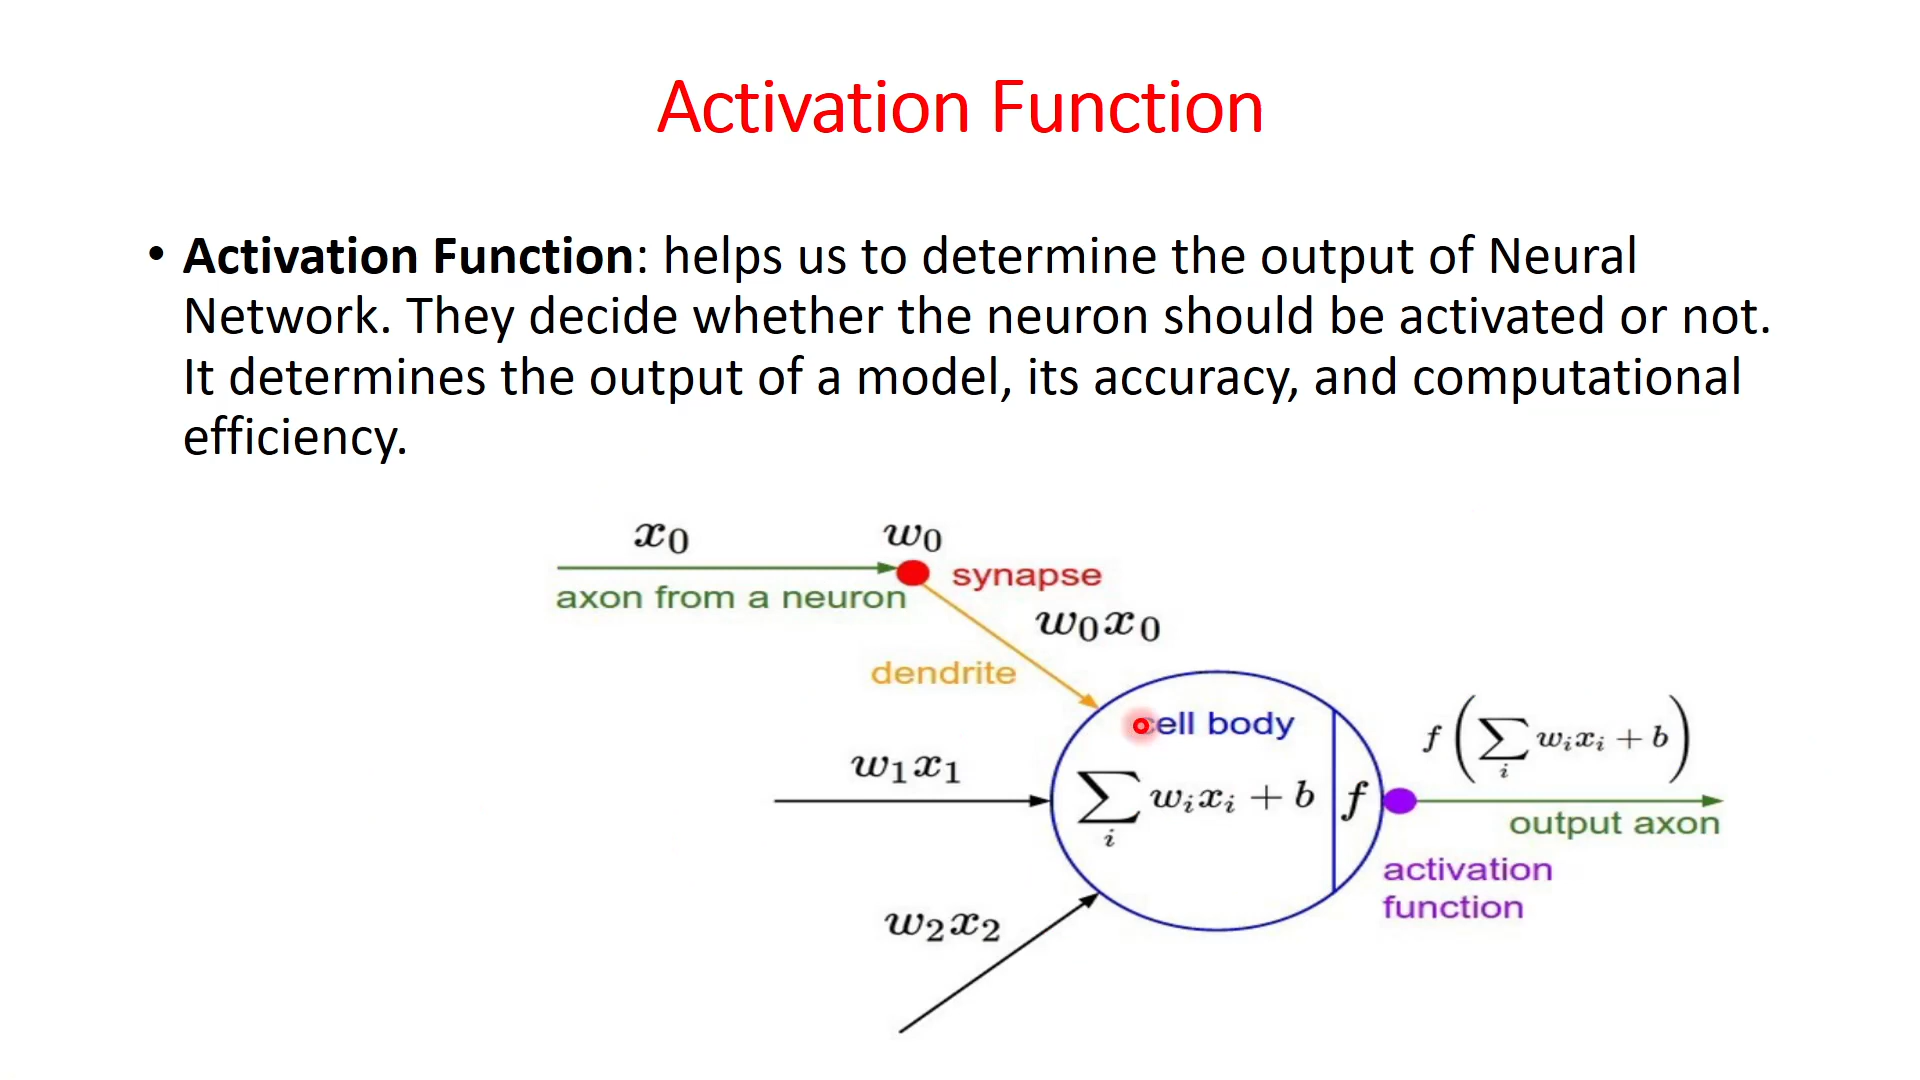 Activation Function
• Activation Function: helps us to determine the output of Neural
Network. They decide whether the neuron should be activated or not.
It determines the output of a model, its accuracy, and computational
efficiency.
x₀
w₀
axon from a neuron
synapse
w₀x₀
dendrite
cell body
w₁x₁
∑ᵢ wᵢxᵢ + b
f
f(∑ᵢ wᵢxᵢ + b)
output axon
activation
function
w₂x₂